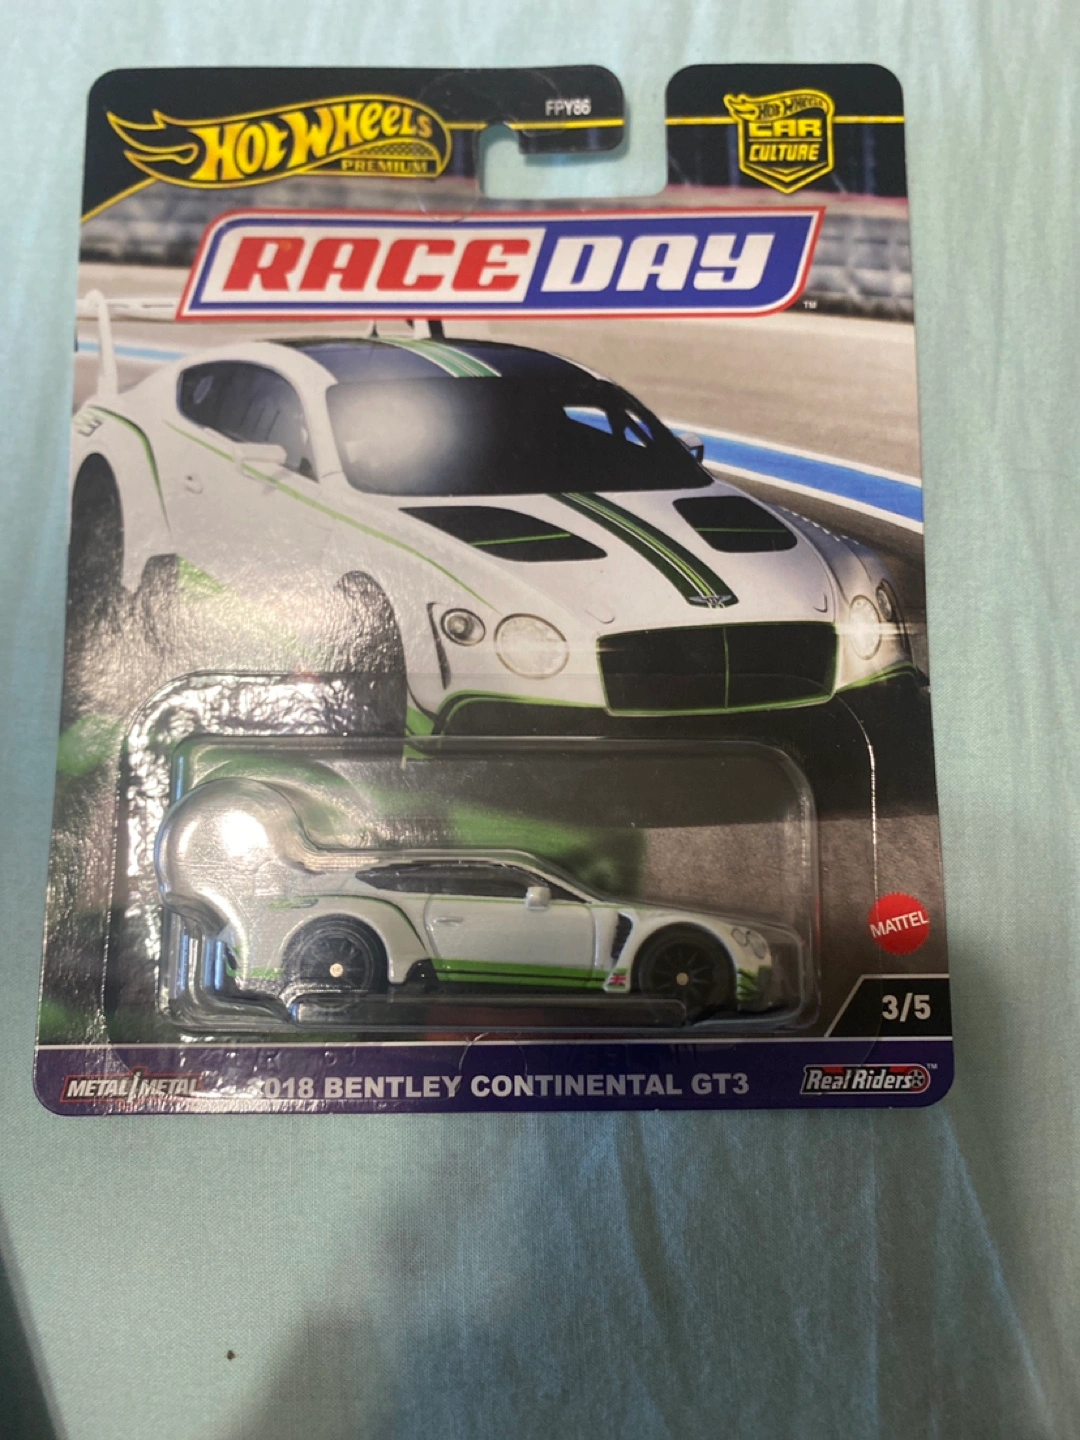 HOT WHEELS
PREMIUM
FPY86
HOT WHEELS
CAR
CULTURE
RACE DAY
TM
MATTEL
3/5
METAL/METAL
018 BENTLEY CONTINENTAL GT3
Real Riders TM